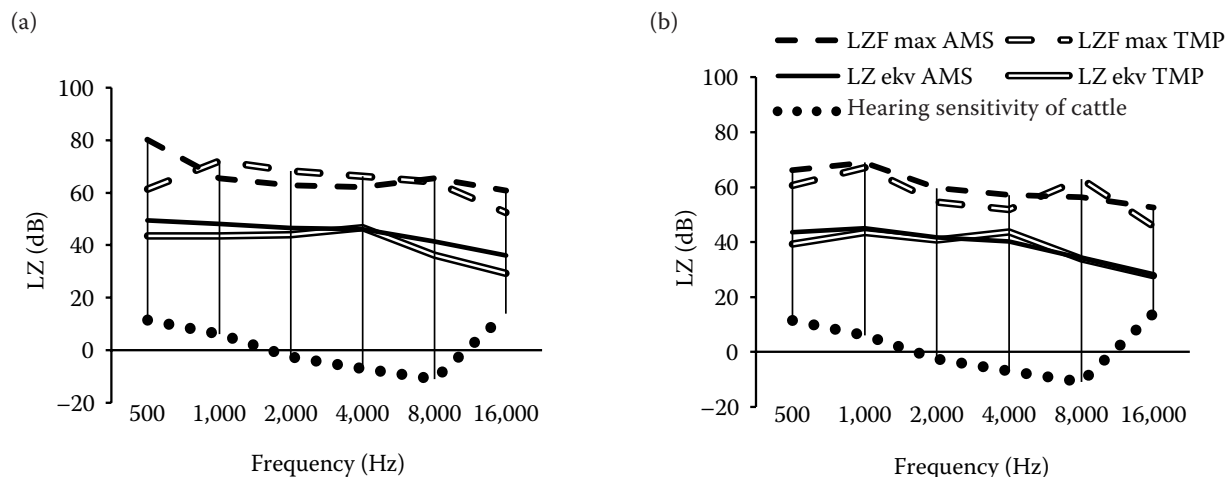 (a)
100
80
60
40
20
0
−20
LZ (dB)
500 1,000 2,000 4,000 8,000 16,000
Frequency (Hz)
(b)
LZF max AMS LZF max TMP
LZ ekv AMS LZ ekv TMP
Hearing sensitivity of cattle
100
80
60
40
20
0
−20
LZ (dB)
500 1,000 2,000 4,000 8,000 16,000
Frequency (Hz)